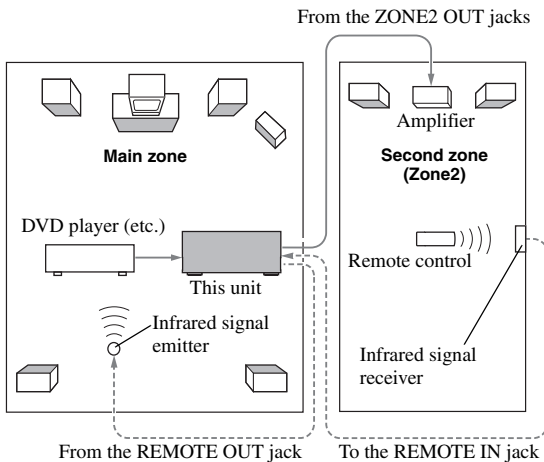 From the ZONE2 OUT jacks
Main zone
Amplifier
Second zone
(Zone2)
DVD player (etc.)
This unit
Remote control
Infrared signal
emitter
Infrared signal
receiver
From the REMOTE OUT jack
To the REMOTE IN jack